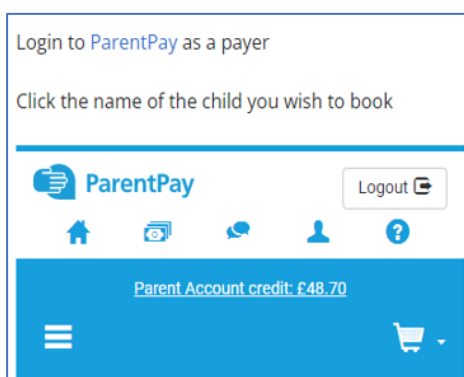 Login to ParentPay as a payer
Click the name of the child you wish to book
ParentPay
Logout
Parent Account credit: £48.70